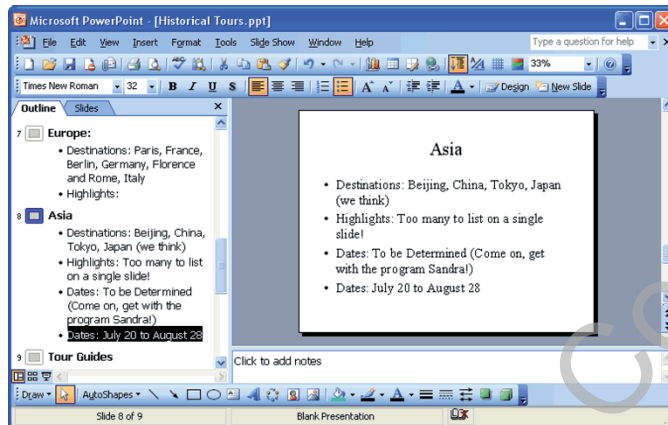 Microsoft PowerPoint - [Historical Tours.ppt]
File Edit View Insert Format Tools Slide Show Window Help Type a question for help
33%
Times New Roman 32 B I U S A A A Design New Slide
Outline Slides
7 Europe:
• Destinations: Paris, France,
Berlin, Germany, Florence
and Rome, Italy
• Highlights:
8 Asia
• Destinations: Beijing, China,
Tokyo, Japan (we think)
• Highlights: Too many to list
on a single slide!
• Dates: To be Determined
(Come on, get with the
program Sandra!)
• Dates: July 20 to August 28
9 Tour Guides
Asia
• Destinations: Beijing, China, Tokyo, Japan
(we think)
• Highlights: Too many to list on a single
slide!
• Dates: To be Determined (Come on, get
with the program Sandra!)
• Dates: July 20 to August 28
Click to add notes
Draw AutoShapes A A
Slide 8 of 9 Blank Presentation